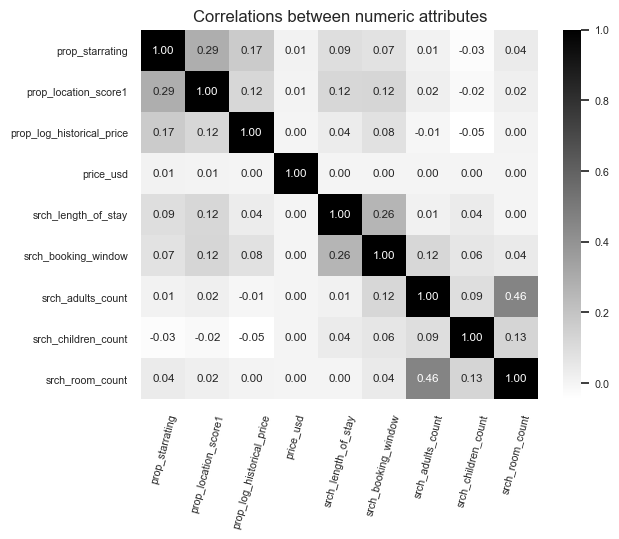 Correlations between numeric attributes
prop_starrating 1.00 0.29 0.17 0.01 0.09 0.07 0.01 -0.03 0.04
prop_location_score1 0.29 1.00 0.12 0.01 0.12 0.12 0.02 -0.02 0.02
prop_log_historical_price 0.17 0.12 1.00 0.00 0.04 0.08 -0.01 -0.05 0.00
price_usd 0.01 0.01 0.00 1.00 0.00 0.00 0.00 0.00 0.00
srch_length_of_stay 0.09 0.12 0.04 0.00 1.00 0.26 0.01 0.04 0.00
srch_booking_window 0.07 0.12 0.08 0.00 0.26 1.00 0.12 0.06 0.04
srch_adults_count 0.01 0.02 -0.01 0.00 0.01 0.12 1.00 0.09 0.46
srch_children_count -0.03 -0.02 -0.05 0.00 0.04 0.06 0.09 1.00 0.13
srch_room_count 0.04 0.02 0.00 0.00 0.00 0.04 0.46 0.13 1.00
prop_starrating
prop_location_score1
prop_log_historical_price
price_usd
srch_length_of_stay
srch_booking_window
srch_adults_count
srch_children_count
srch_room_count
1.0
0.8
0.6
0.4
0.2
0.0